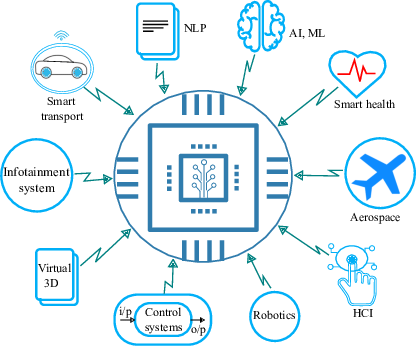 NLP
AI, ML
Smart
transport
Smart health
Infotainment
system
Aerospace
Virtual
3D
i/p
Control
systems
o/p
Robotics
HCI